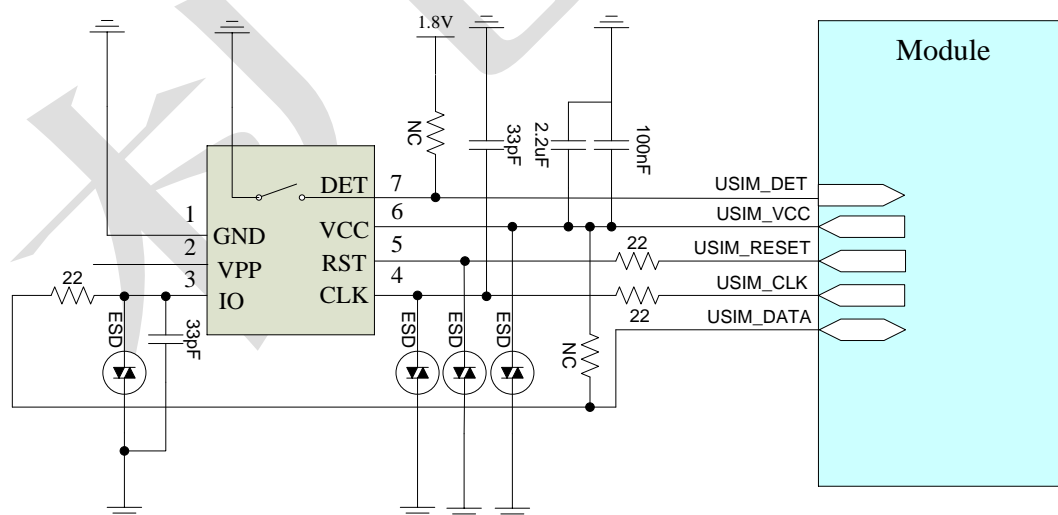 1.8V
Module
NC
33pF
2.2uF
100nF
DET
7
USIM_DET
6
USIM_VCC
1
GND
VCC
5
22
USIM_RESET
2
VPP
RST
4
22
3
IO
CLK
22
USIM_CLK
USIM_DATA
ESD
33pF
ESD
ESD
ESD
NC